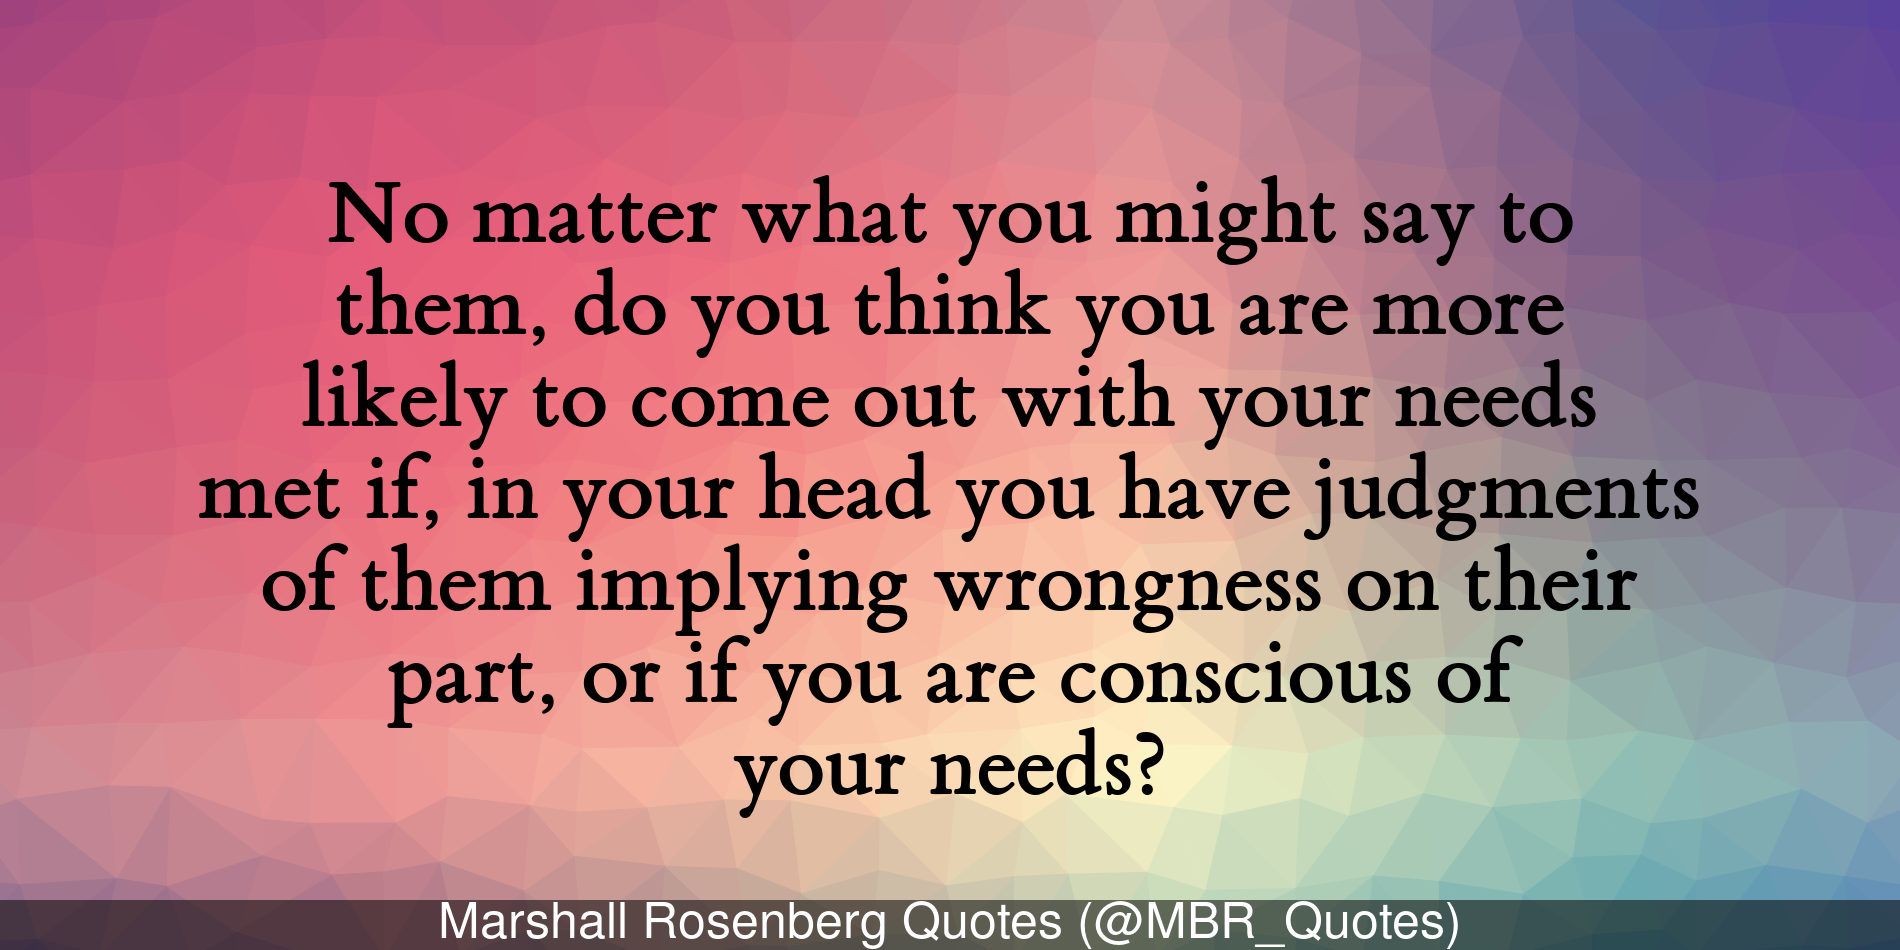 No matter what you might say to
them, do you think you are more
likely to come out with your needs
met if, in your head you have judgments
of them implying wrongness on their
part, or if you are conscious of
your needs?
Marshall Rosenberg Quotes (@MBR_Quotes)